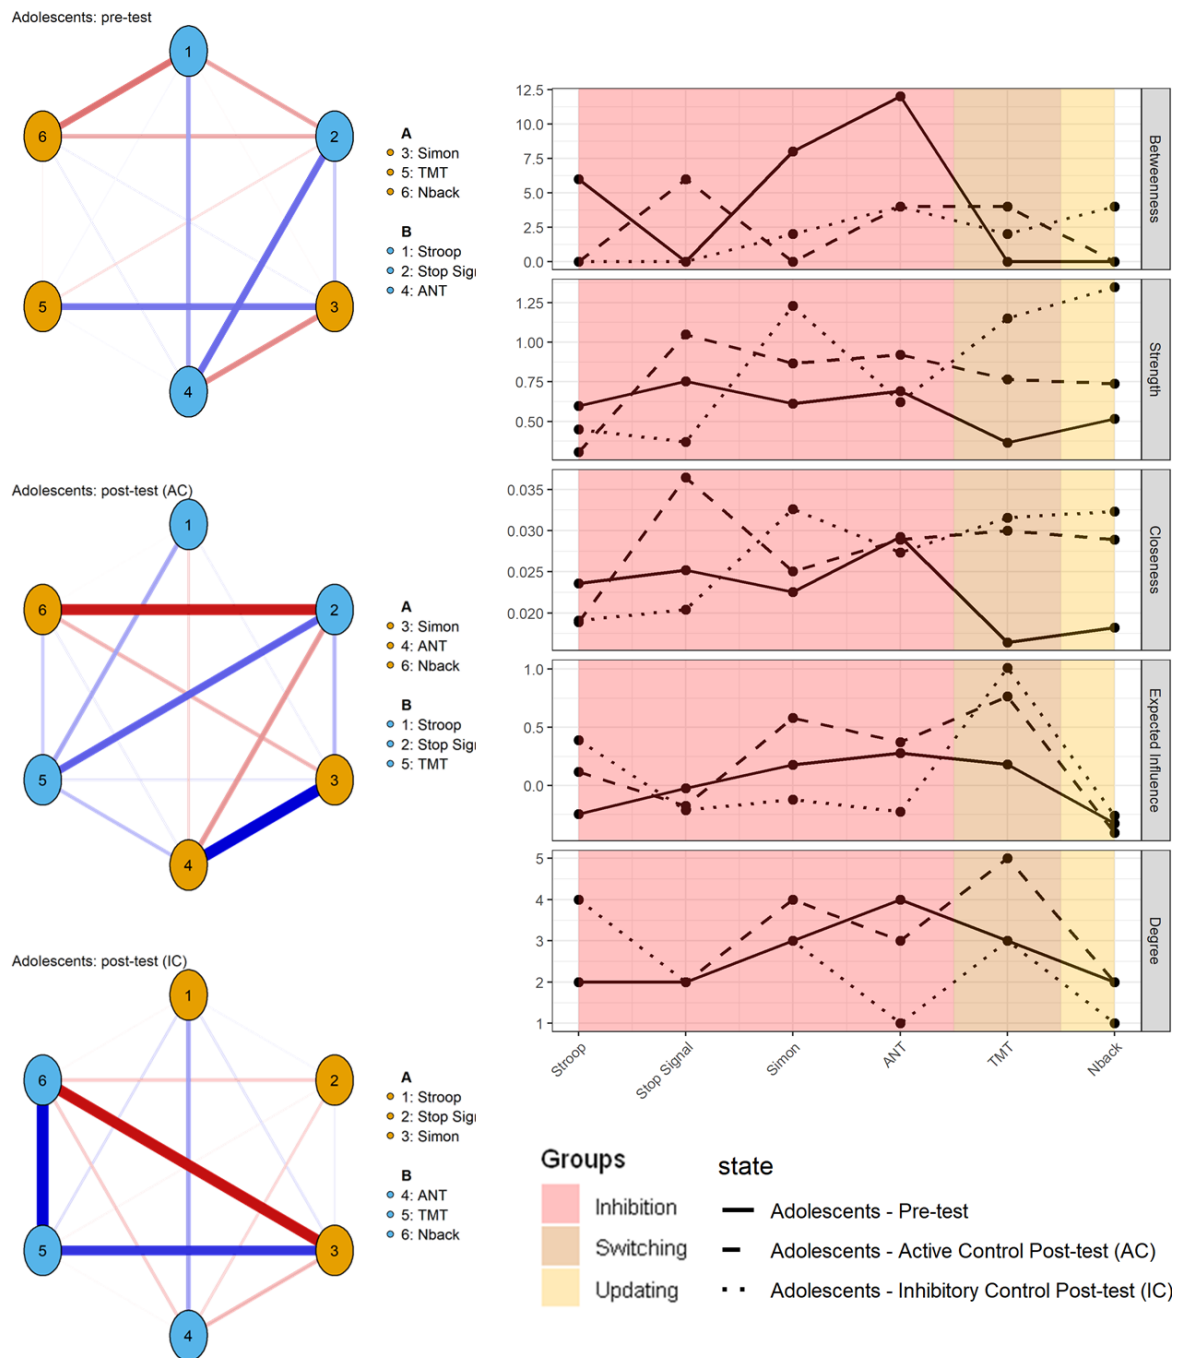 Adolescents: pre-test
1
6
2
5
3
4
A
3: Simon
5: TMT
6: Nback
B
1: Stroop
2: Stop Sig
4: ANT
Adolescents: post-test (AC)
1
6
2
5
3
4
A
3: Simon
4: ANT
6: Nback
B
1: Stroop
2: Stop Sig
5: TMT
Adolescents: post-test (IC)
1
6
2
5
3
4
A
1: Stroop
2: Stop Sig
3: Simon
B
4: ANT
5: TMT
6: Nback
12.5
10.0
7.5
5.0
2.5
0.0
Betweenness
1.25
1.00
0.75
0.50
Strength
0.035
0.030
0.025
0.020
Closeness
1.0
0.5
0.0
Expected Influence
5
4
3
2
1
Degree
Stroop
Stop Signal
Simon
ANT
TMT
Nback
Groups
Inhibition
Switching
Updating
state
Adolescents - Pre-test
Adolescents - Active Control Post-test (AC)
Adolescents - Inhibitory Control Post-test (IC)